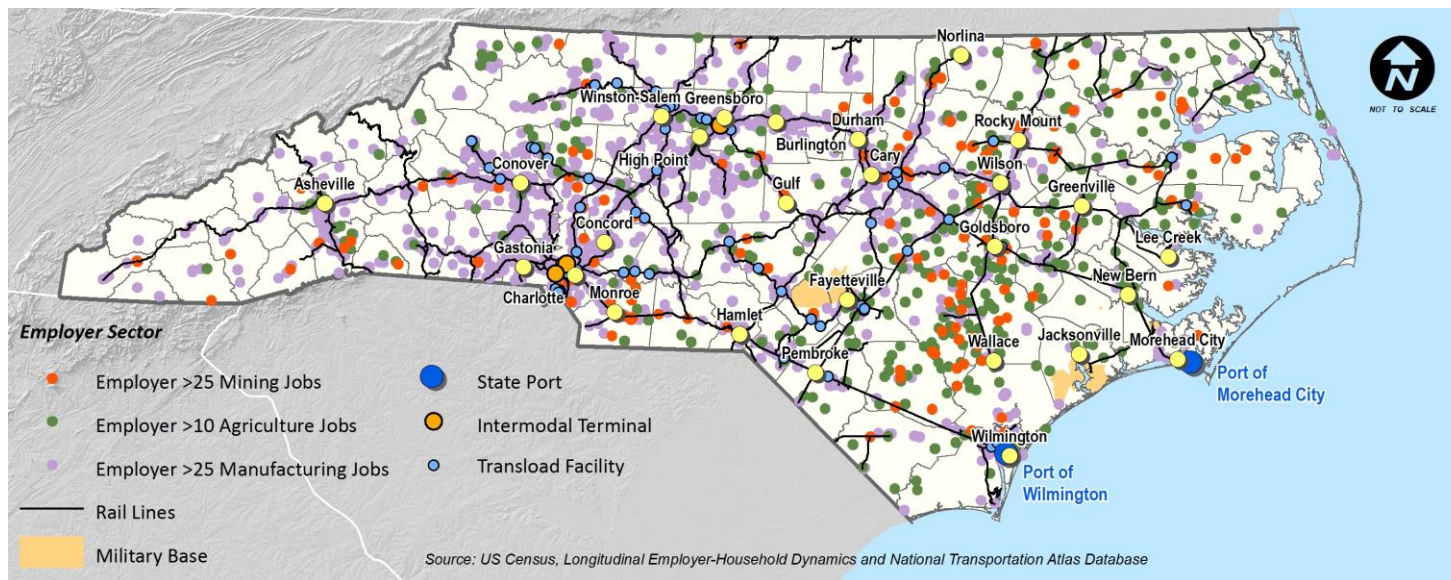 Norlina
N
NOT TO SCALE
Winston-Salem
Greensboro
Durham
Rocky Mount
Burlington
Conover
High Point
Cary
Wilson
Asheville
Gulf
Greenville
Concord
Goldsboro
Lee Creek
Gastonia
Fayetteville
New Bern
Charlotte
Monroe
Hamlet
Jacksonville
Morehead City
Pembroke
Wallace
Port of
Morehead City
Wilmington
Port of
Wilmington
Employer Sector
Employer >25 Mining Jobs
State Port
Employer >10 Agriculture Jobs
Intermodal Terminal
Employer >25 Manufacturing Jobs
Transload Facility
Rail Lines
Military Base
Source: US Census, Longitudinal Employer-Household Dynamics and National Transportation Atlas Database